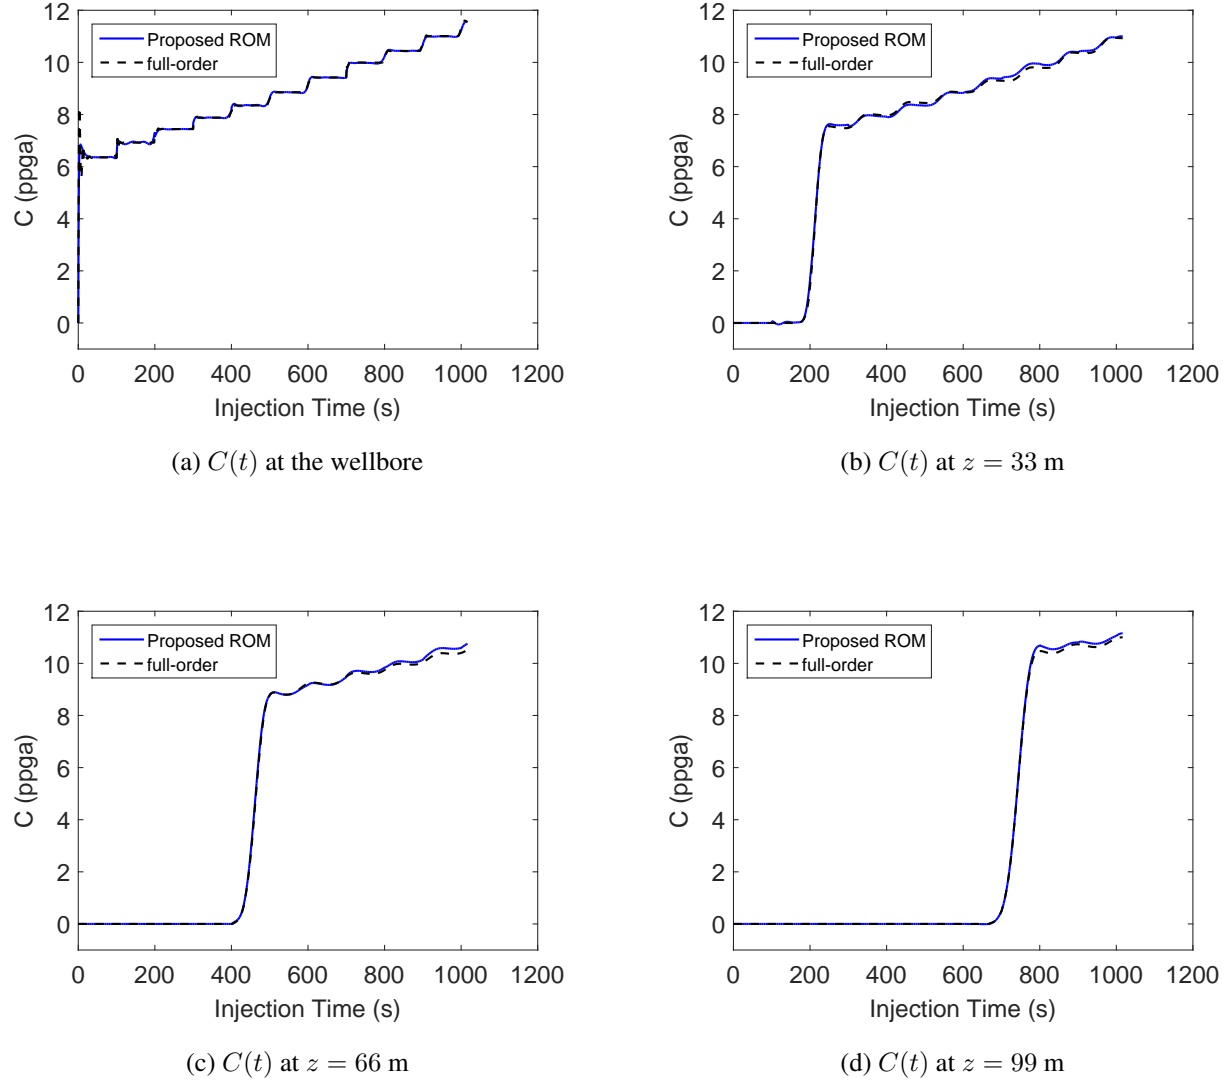 12
10
8
6
4
2
0
C (ppga)
Proposed ROM
full-order
0 200 400 600 800 1000 1200
Injection Time (s)
(a) C(t) at the wellbore
12
10
8
6
4
2
0
C (ppga)
Proposed ROM
full-order
0 200 400 600 800 1000 1200
Injection Time (s)
(b) C(t) at z = 33 m
12
10
8
6
4
2
0
C (ppga)
Proposed ROM
full-order
0 200 400 600 800 1000 1200
Injection Time (s)
(c) C(t) at z = 66 m
12
10
8
6
4
2
0
C (ppga)
Proposed ROM
full-order
0 200 400 600 800 1000 1200
Injection Time (s)
(d) C(t) at z = 99 m